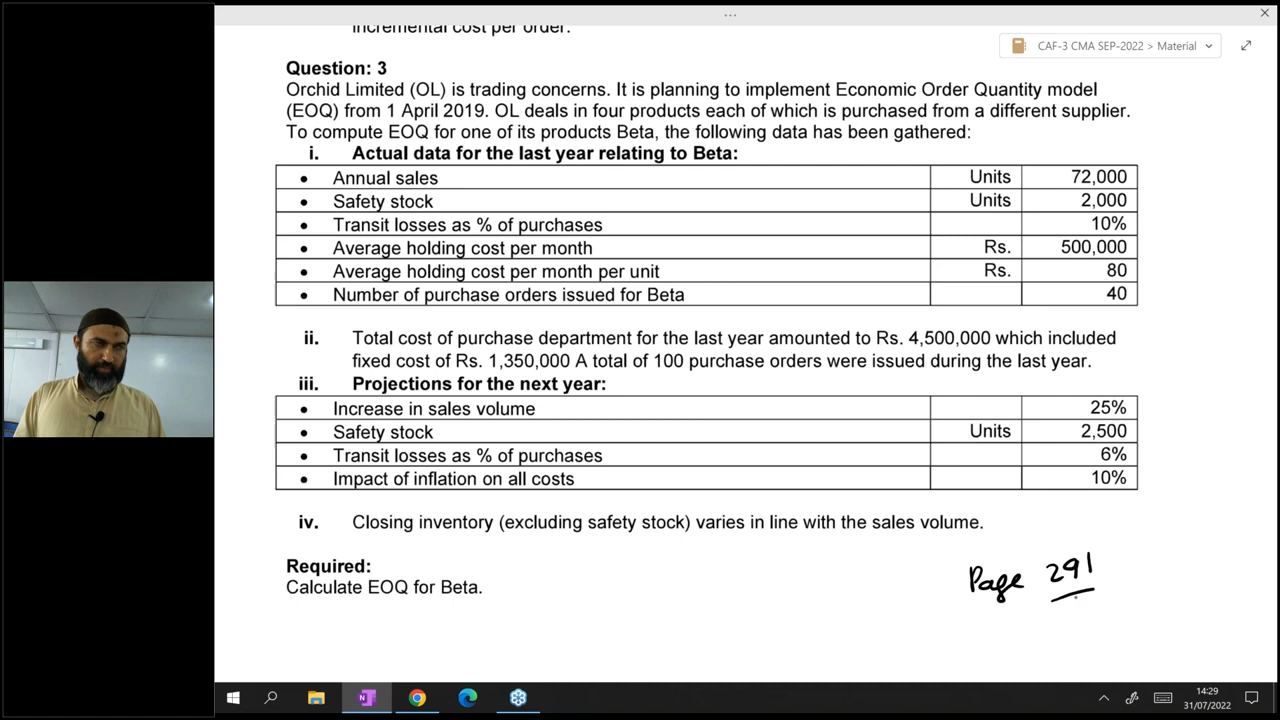 incremental cost per order.
CAF-3 CMA SEP-2022 > Material
Question: 3
Orchid Limited (OL) is trading concerns. It is planning to implement Economic Order Quantity model
(EOQ) from 1 April 2019. OL deals in four products each of which is purchased from a different supplier.
To compute EOQ for one of its products Beta, the following data has been gathered:
i. Actual data for the last year relating to Beta:
• Annual sales Units 72,000
• Safety stock Units 2,000
• Transit losses as % of purchases 10%
• Average holding cost per month Rs. 500,000
• Average holding cost per month per unit Rs. 80
• Number of purchase orders issued for Beta 40
ii. Total cost of purchase department for the last year amounted to Rs. 4,500,000 which included
fixed cost of Rs. 1,350,000 A total of 100 purchase orders were issued during the last year.
iii. Projections for the next year:
• Increase in sales volume 25%
• Safety stock Units 2,500
• Transit losses as % of purchases 6%
• Impact of inflation on all costs 10%
iv. Closing inventory (excluding safety stock) varies in line with the sales volume.
Required:
Calculate EOQ for Beta.
Page 291
14:29
31/07/2022